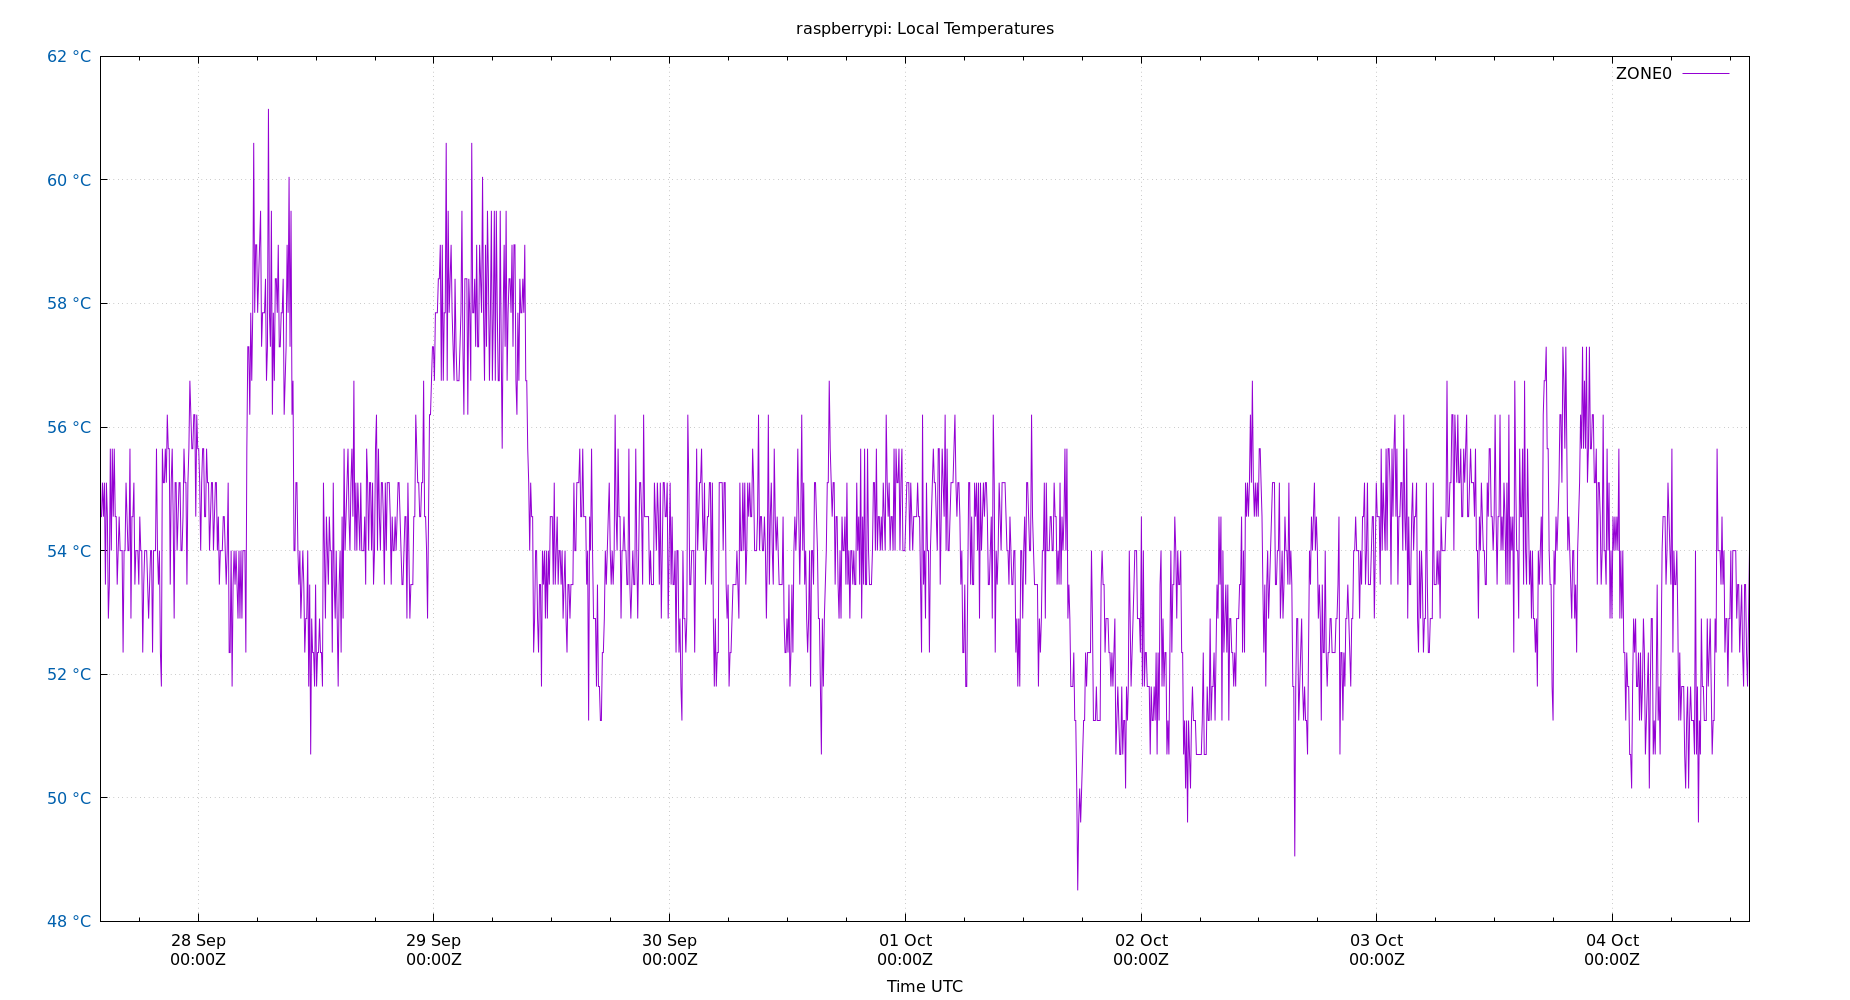 raspberrypi: Local Temperatures
62 °C
ZONE0
60 °C
58 °C
56 °C
54 °C
52 °C
50 °C
48 °C
28 Sep 29 Sep 30 Sep 01 Oct 02 Oct 03 Oct 04 Oct
00:00Z 00:00Z 00:00Z 00:00Z 00:00Z 00:00Z 00:00Z
Time UTC